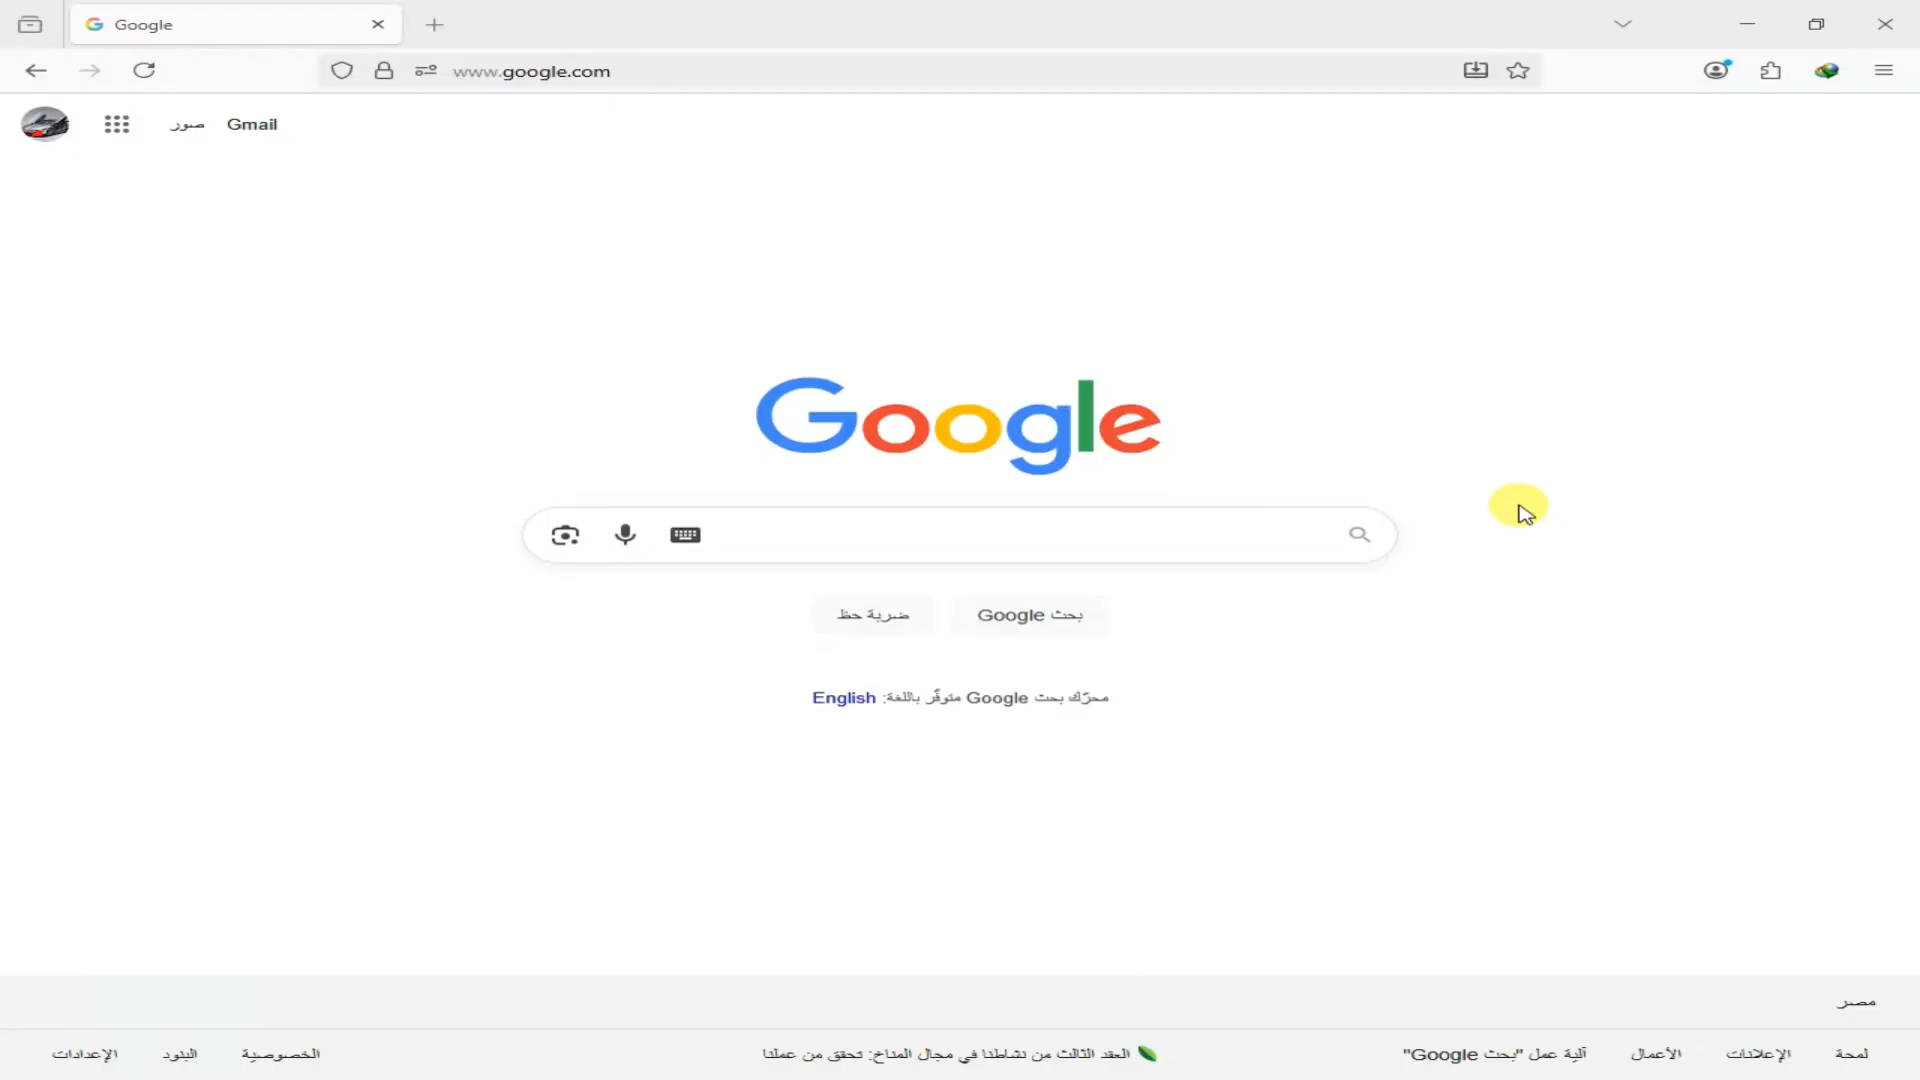 Google
www.google.com
Gmail صور
Google
بحث Google ضربة حظ
محرّك بحث Google متوفّر باللغة: English
مصر
لمحة الإعلانات الأعمال آلية عمل "بحث Google"
العقد الثالث من نشاطنا في مجال المناخ: تحقق من عملنا
الخصوصية البنود الإعدادات